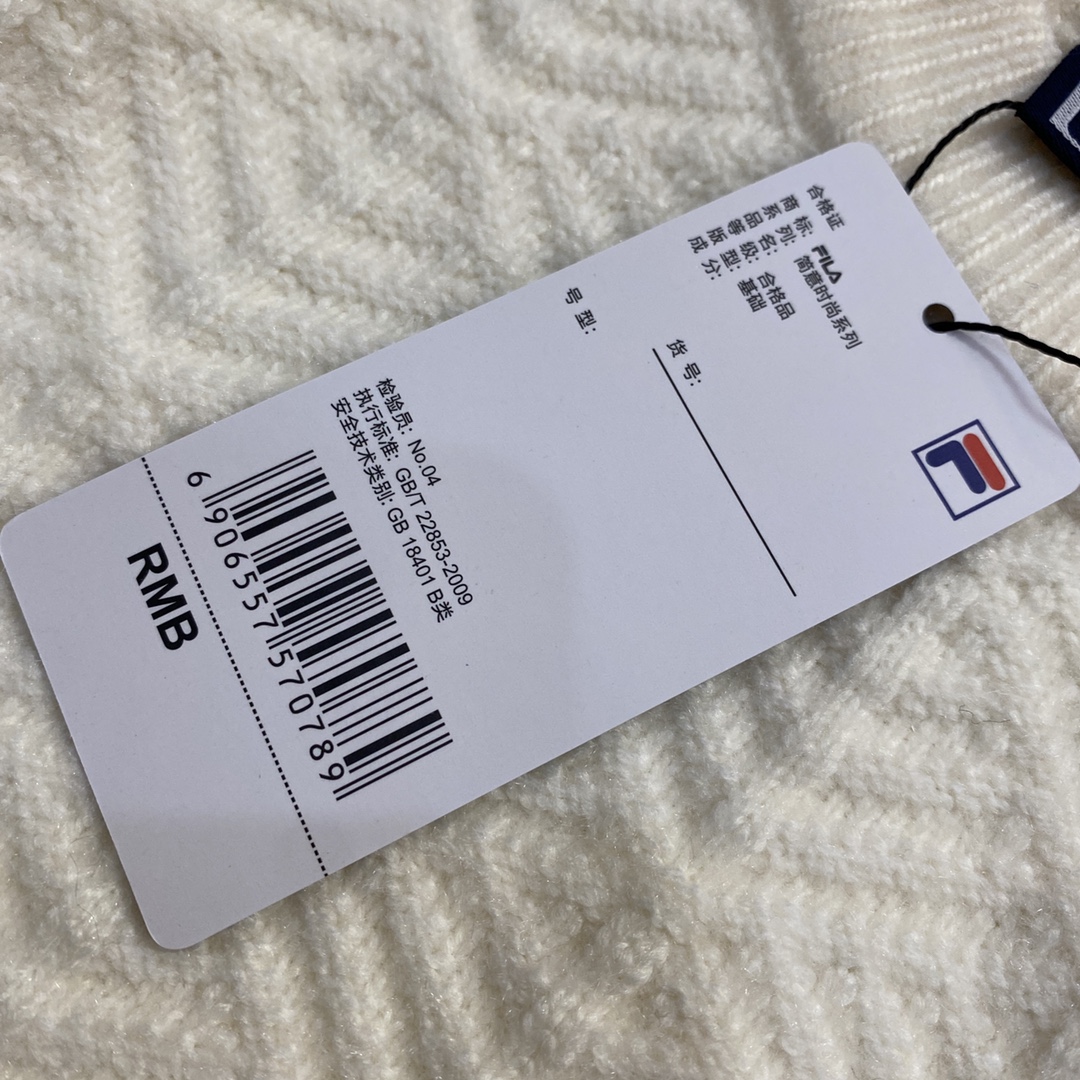 合格证
商 标: FILA
系 列: 简意时尚系列
品 名:
等 级: 合格品
版 型: 基础
成 分:
货 号:
号 型:
检验员: No.04
执行标准: GB/T 22853-2009
安全技术类别: GB 18401 B类
6 906557 570789
RMB